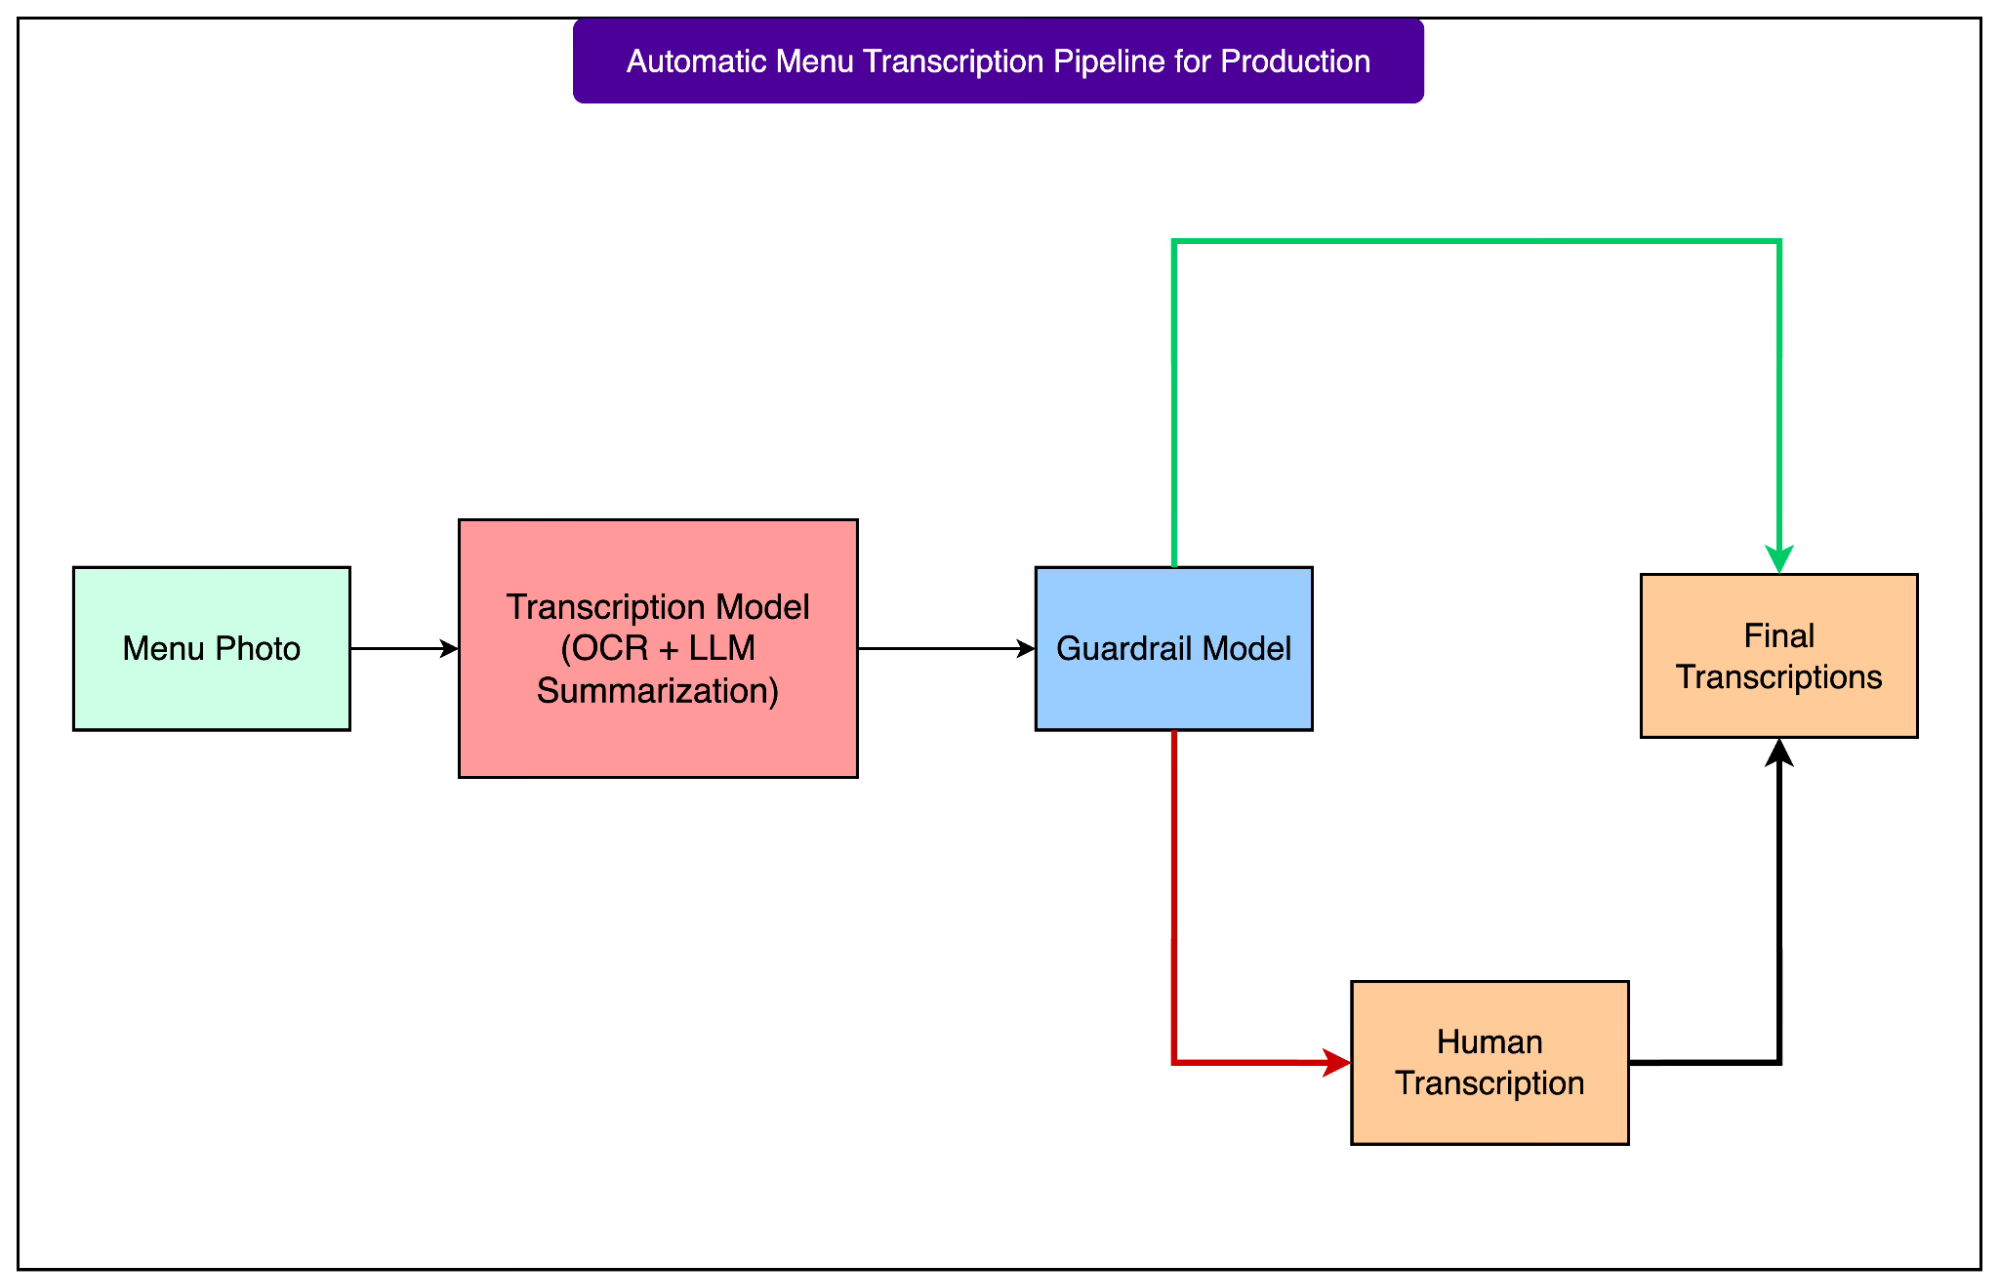 Automatic Menu Transcription Pipeline for Production
Menu Photo
Transcription Model
(OCR + LLM
Summarization)
Guardrail Model
Final
Transcriptions
Human
Transcription